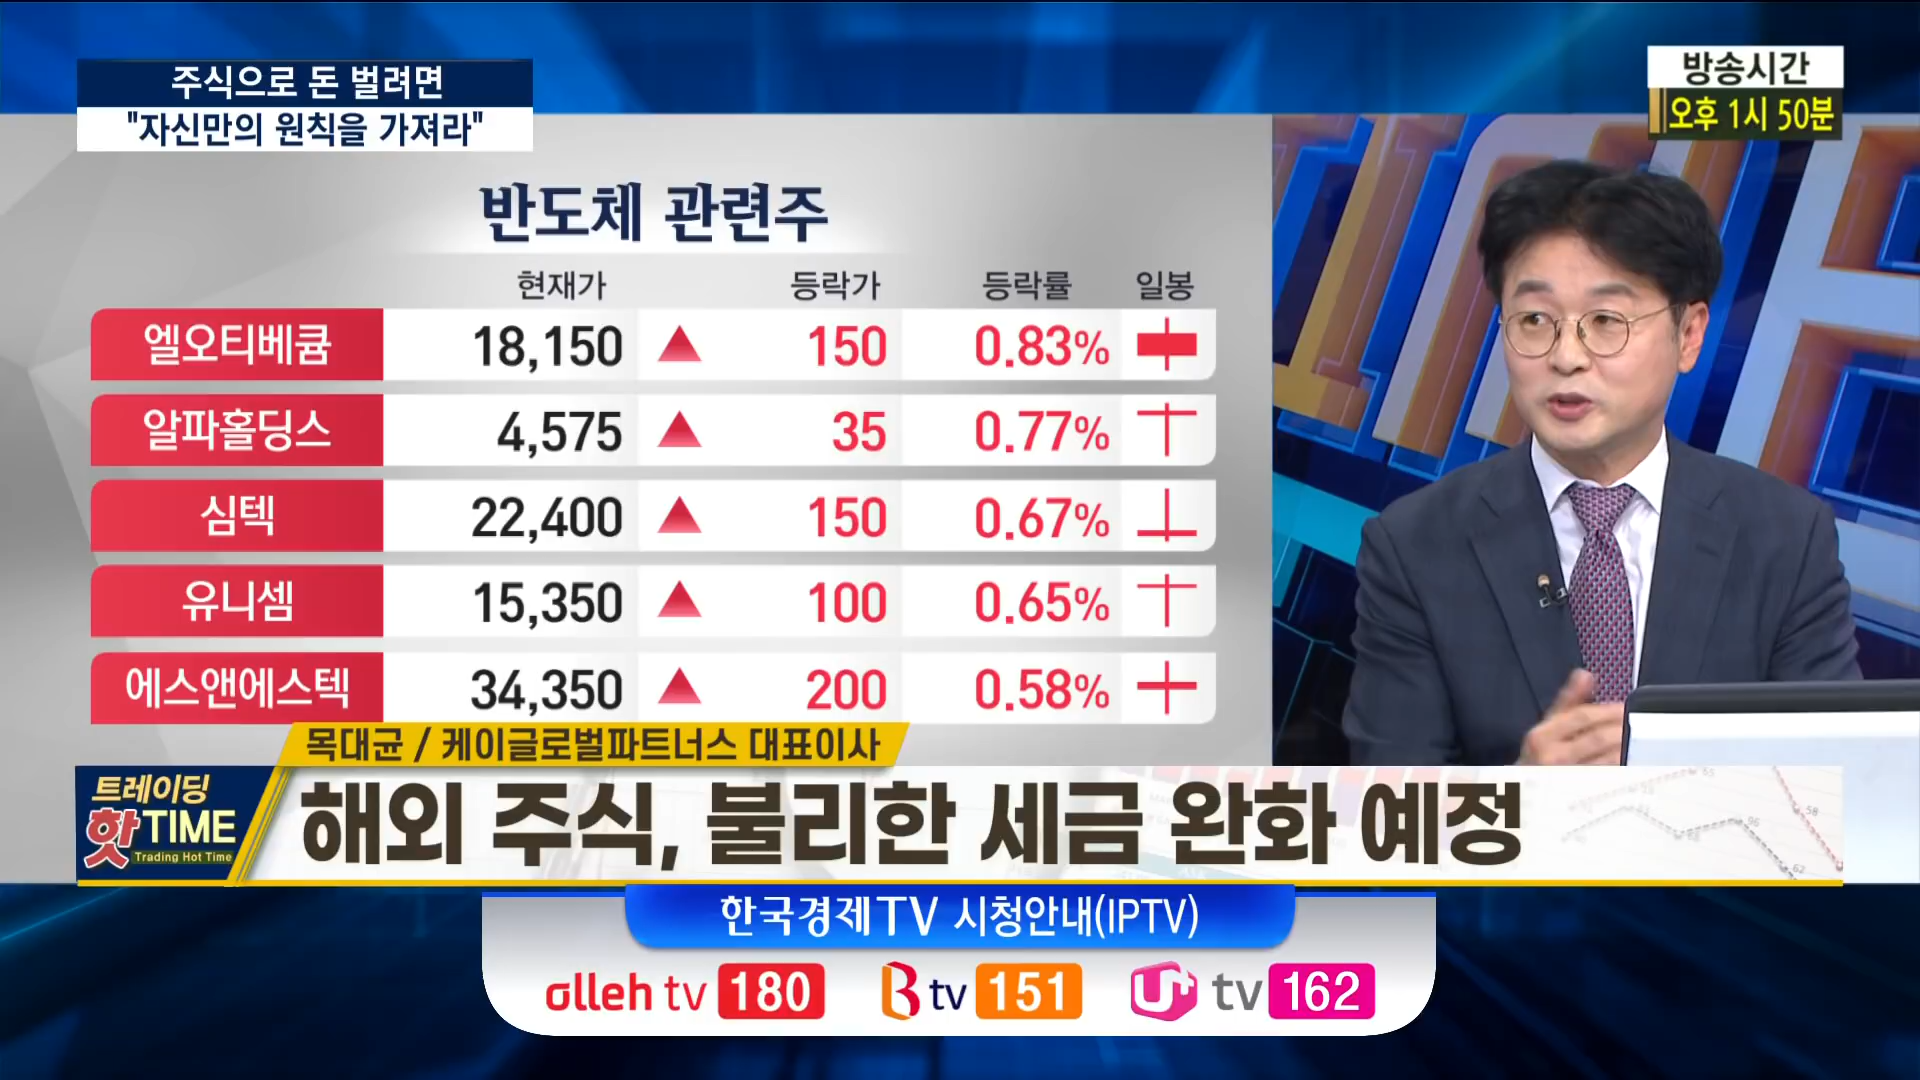 주식으로 돈 벌려면
"자신만의 원칙을 가져라"
방송시간
오후 1시 50분
반도체 관련주
현재가 등락가 등락률 일봉
엘오티베큠 18,150 ▲ 150 0.83%
알파홀딩스 4,575 ▲ 35 0.77%
심텍 22,400 ▲ 150 0.67%
유니셈 15,350 ▲ 100 0.65%
에스앤에스텍 34,350 ▲ 200 0.58%
목대균 / 케이글로벌파트너스 대표이사
트레이딩
핫TIME
Trading Hot Time
해외 주식, 불리한 세금 완화 예정
한국경제TV 시청안내(IPTV)
olleh tv 180 B tv 151 U+ tv 162